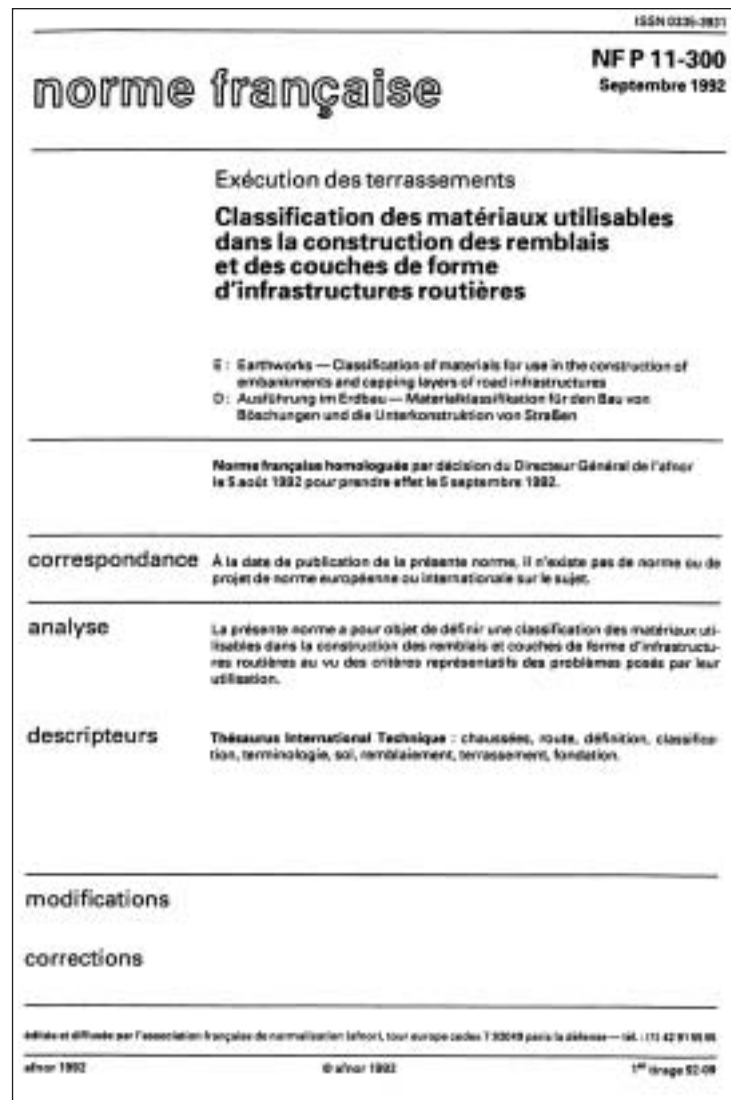 ISSN 0335-3931
norme française
NF P 11-300
Septembre 1992
Exécution des terrassements
Classification des matériaux utilisables
dans la construction des remblais
et des couches de forme
d'infrastructures routières
E : Earthworks — Classification of materials for use in the construction of
embankments and capping layers of road infrastructures
D : Ausführung im Erdbau — Materialklassifikation für den Bau von
Böschungen und die Unterkonstruktion von Straßen
Norme française homologuée par décision du Directeur Général de l'afnor
le 5 août 1992 pour prendre effet le 5 septembre 1992.
correspondance
À la date de publication de la présente norme, il n'existe pas de norme ou de
projet de norme européenne ou internationale sur le sujet.
analyse
La présente norme a pour objet de définir une classification des matériaux uti-
lisables dans la construction des remblais et couches de forme d'infrastructu-
res routières au vu des critères représentatifs des problèmes posés par leur
utilisation.
descripteurs
Thésaurus International Technique : chaussées, route, définition, classifica-
tion, terminologie, sol, remblaiement, terrassement, fondation.
modifications
corrections
éditée et diffusée par l'association française de normalisation (afnor), tour europe cedex 7 92049 paris la défense — tél. : (1) 42 91 55 55
afnor 1992
© afnor 1992
1er tirage 92-09